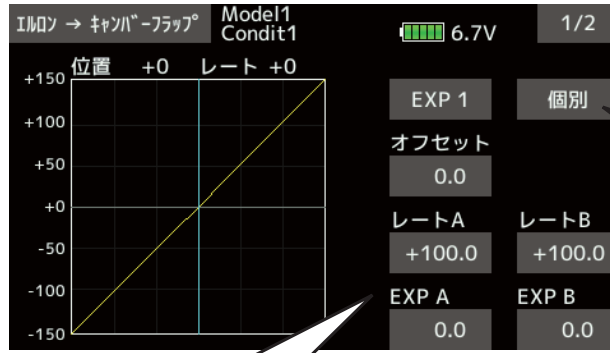 ｴﾙﾛﾝ → ｷｬﾝﾊﾞｰﾌﾗｯﾌﾟ
Model1
Condit1
6.7V
1/2
位置 +0 レート +0
+150
+100
+50
+0
-50
-100
-150
EXP 1
個別
オフセット
0.0
レートA
レートB
+100.0
+100.0
EXP A
EXP B
0.0
0.0